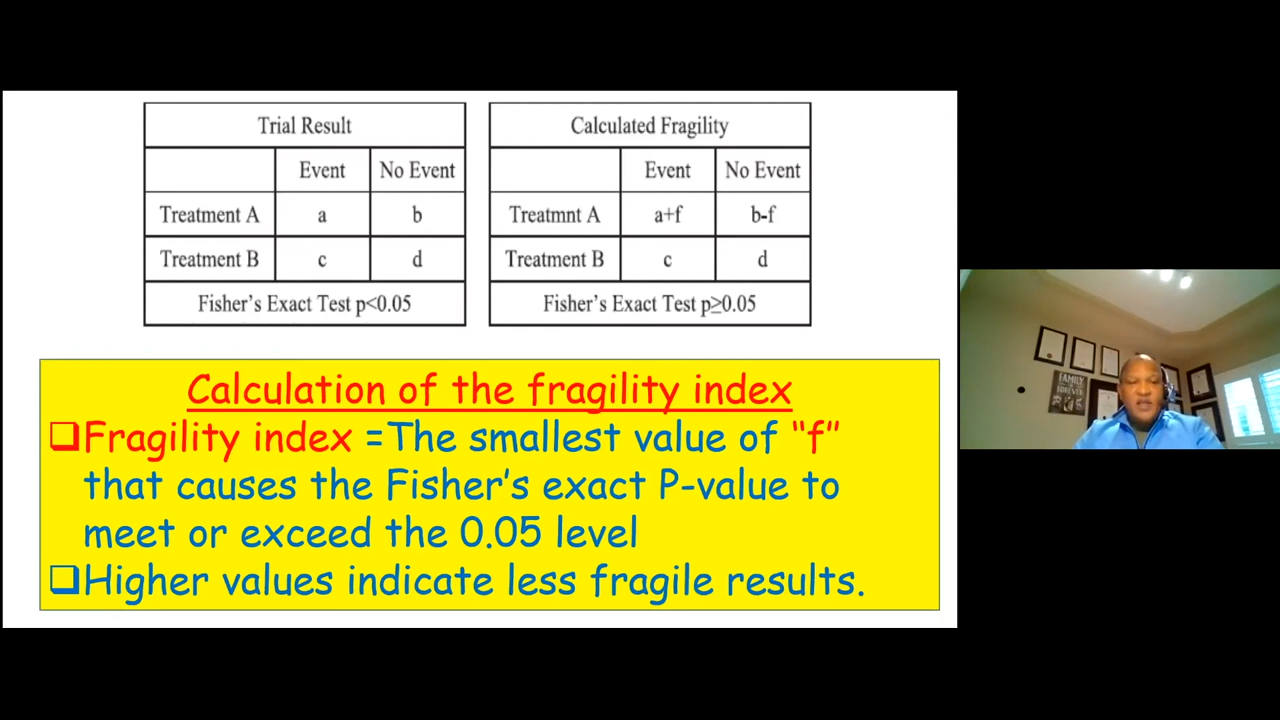 Trial Result
Event No Event
Treatment A a b
Treatment B c d
Fisher's Exact Test p<0.05
Calculated Fragility
Event No Event
Treatmnt A a+f b-f
Treatment B c d
Fisher's Exact Test p≥0.05
Calculation of the fragility index
❑Fragility index =The smallest value of “f”
that causes the Fisher's exact P-value to
meet or exceed the 0.05 level
❑Higher values indicate less fragile results.
FAMILY
FOREVER